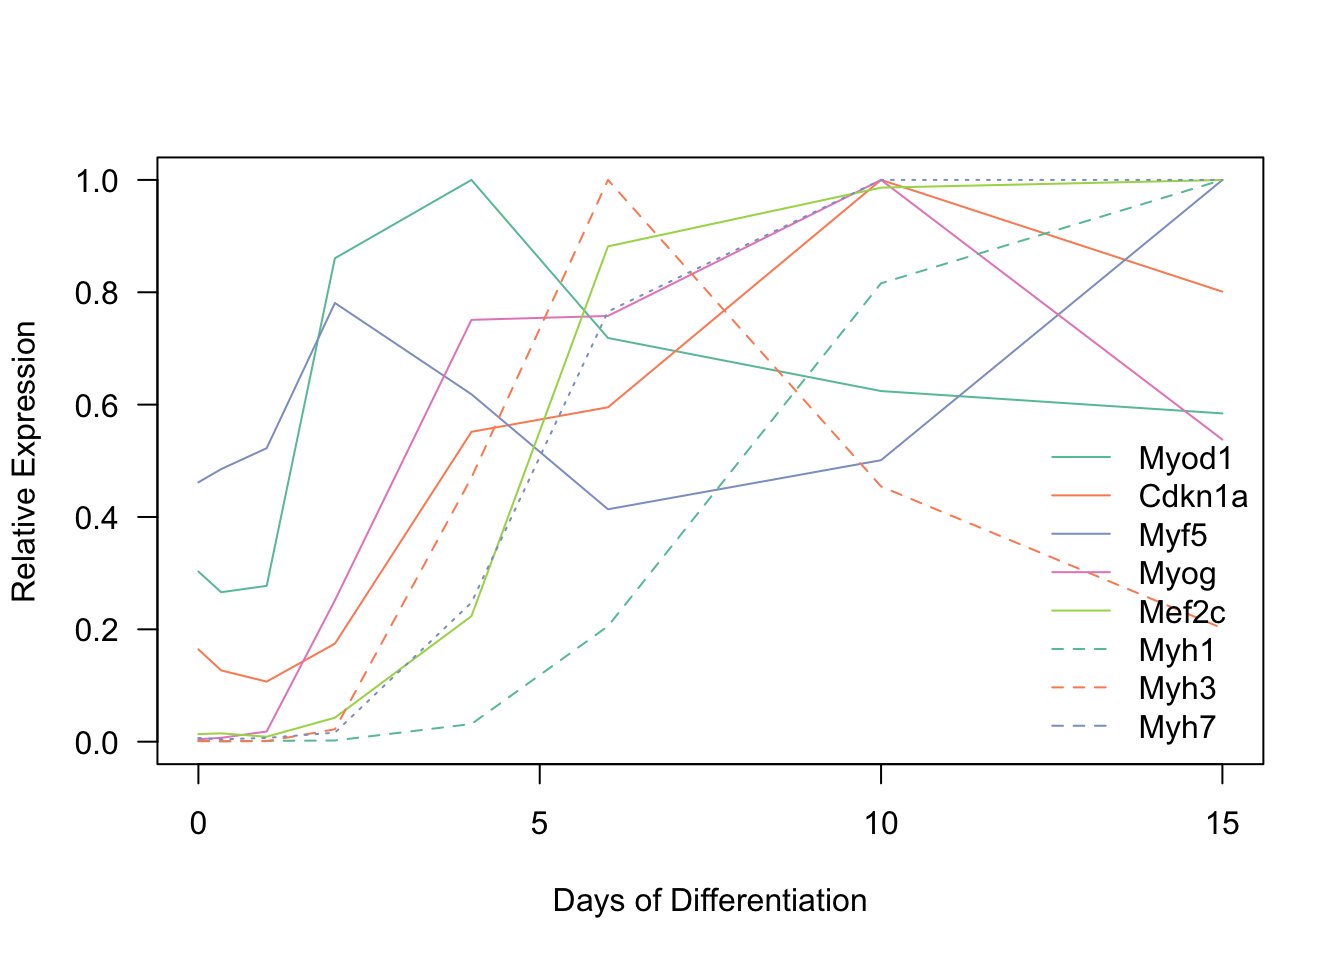 Relative Expression
1.0
0.8
0.6
0.4
0.2
0.0
Myod1
Cdkn1a
Myf5
Myog
Mef2c
Myh1
Myh3
Myh7
0 5 10 15
Days of Differentiation